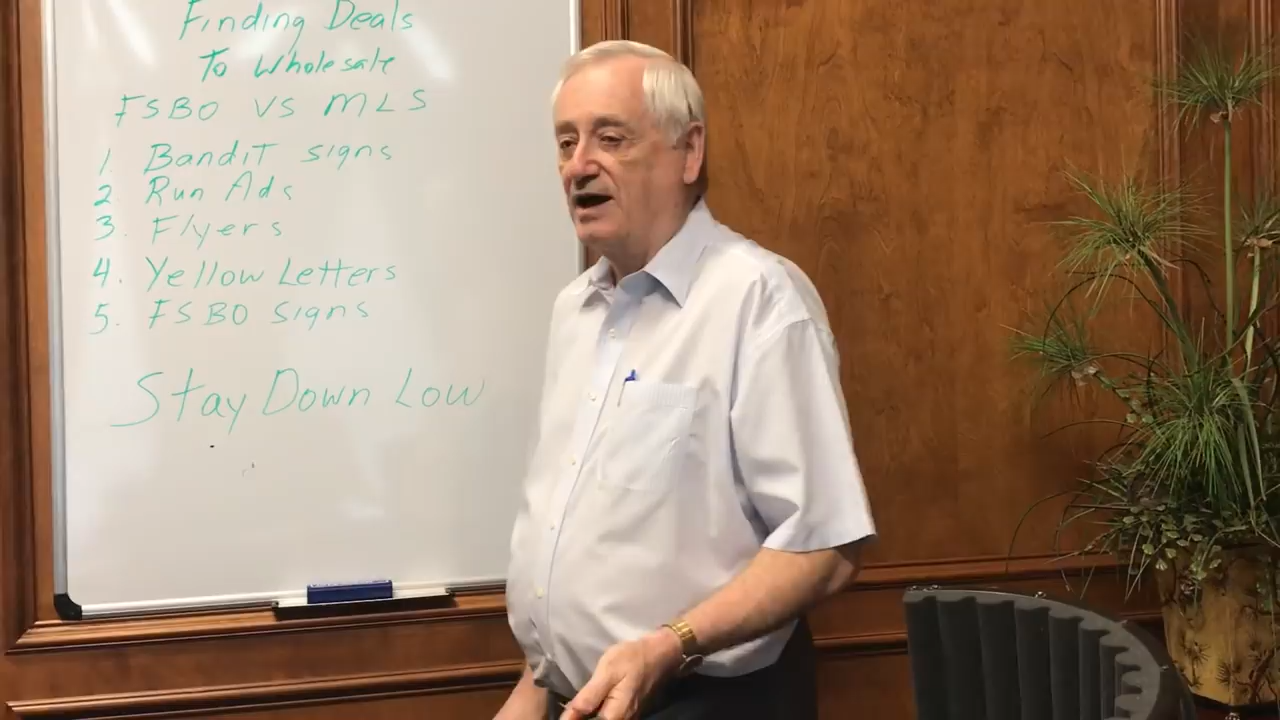 Finding Deals
To Wholesale
FSBO VS MLS
1. Bandit signs
2. Run Ads
3. Flyers
4. Yellow Letters
5. FSBO Signs
Stay Down Low